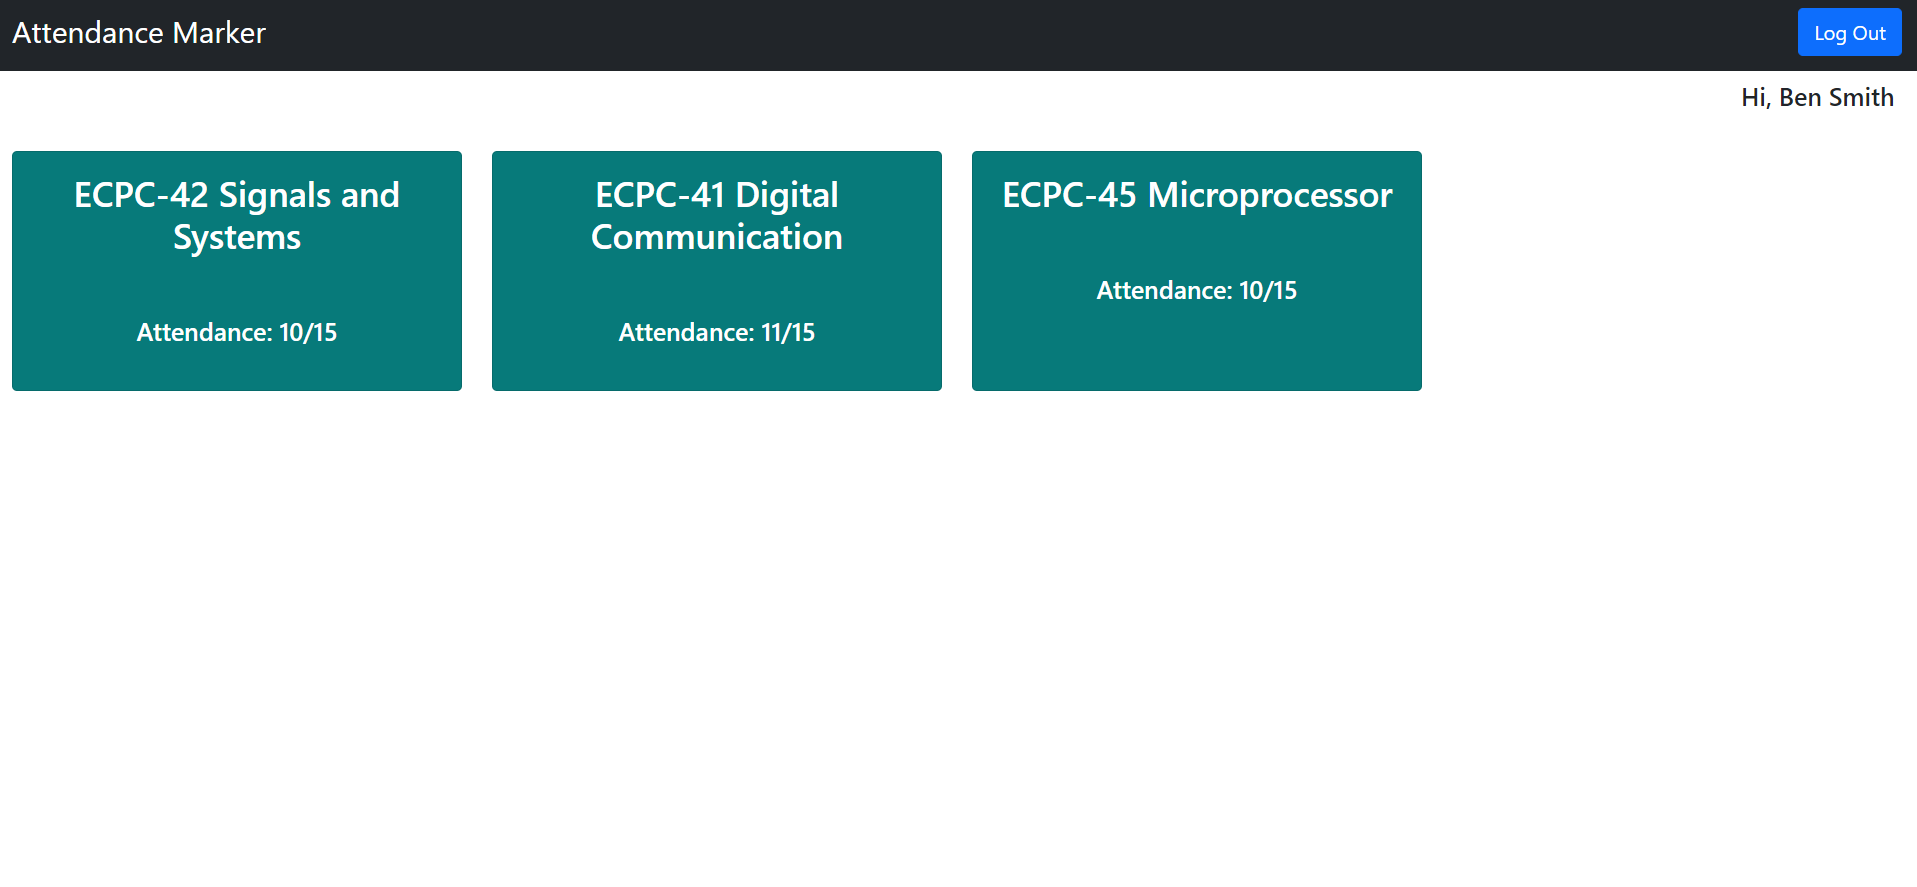 Attendance Marker
Log Out
Hi, Ben Smith
ECPC-42 Signals and
Systems
Attendance: 10/15
ECPC-41 Digital
Communication
Attendance: 11/15
ECPC-45 Microprocessor
Attendance: 10/15